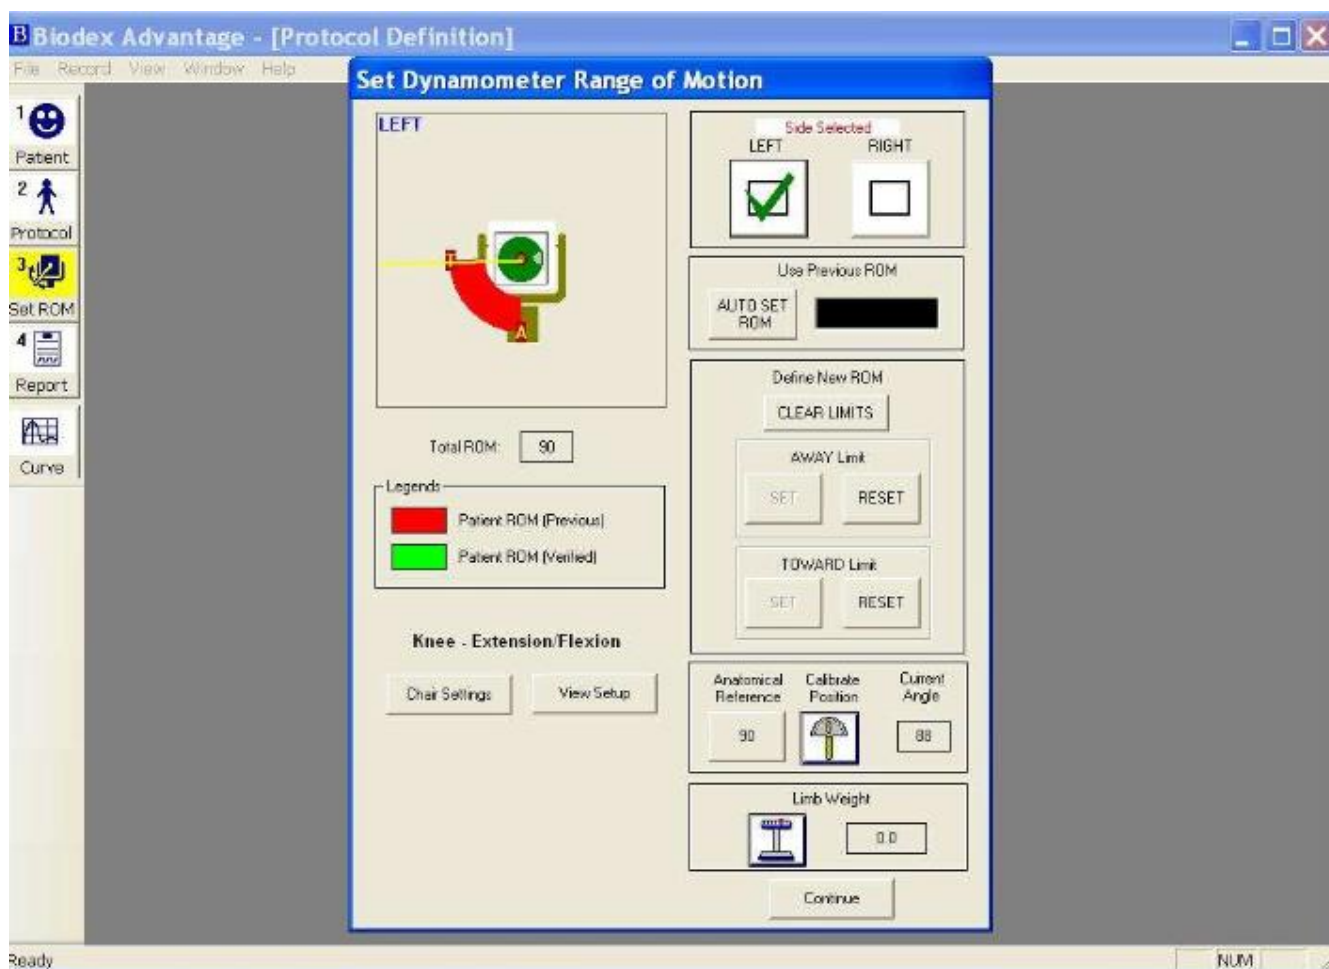 B Biodex Advantage - [Protocol Definition]
File Record View Window Help
1
Patient
2
Protocol
3
Set ROM
4
Report
Curve
Set Dynamometer Range of Motion
LEFT
T
A
Total ROM: 90
Legends
Patient ROM (Previous)
Patient ROM (Verified)
Knee - Extension/Flexion
Chair Settings View Setup
Side Selected
LEFT RIGHT
Use Previous ROM
AUTO SET
ROM
Define New ROM
CLEAR LIMITS
AWAY Limit
SET RESET
TOWARD Limit
SET RESET
Anatomical Calibrate Current
Reference Position Angle
90 88
Limb Weight
0.0
Continue
Ready NUM